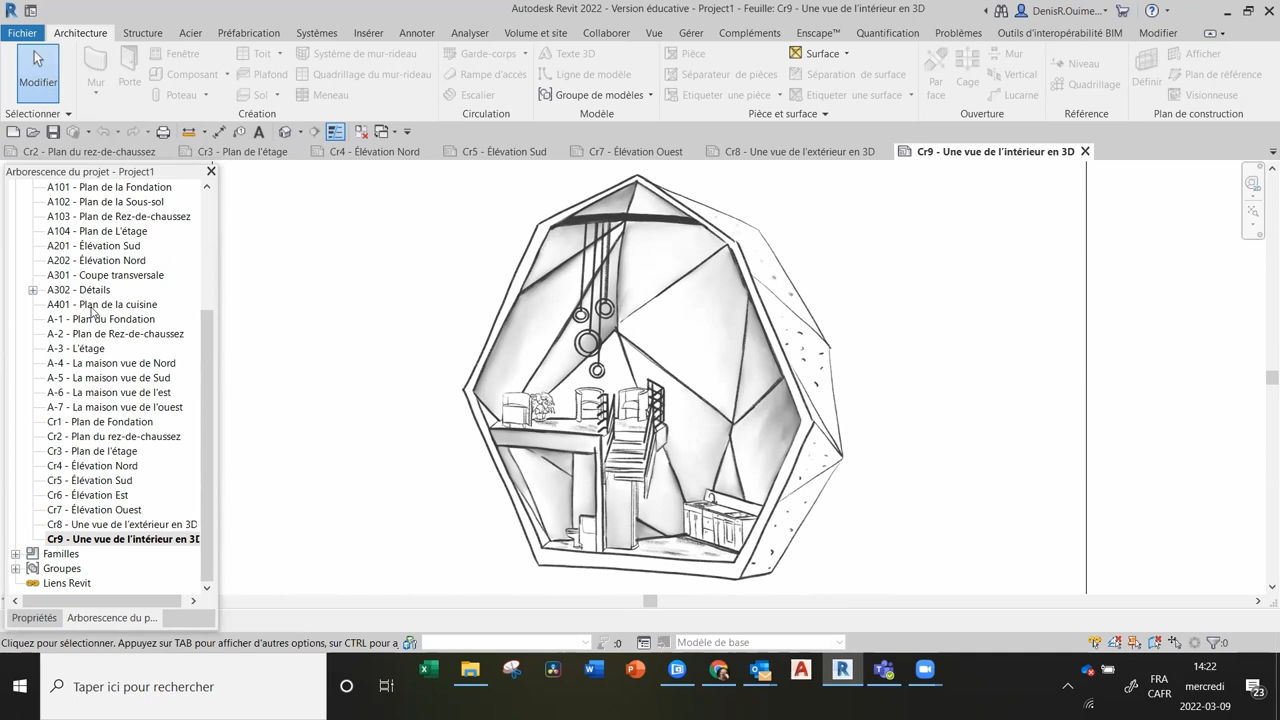 Autodesk Revit 2022 - Version éducative - Project1 - Feuille: Cr9 - Une vue de l'intérieur en 3D
DenisR.Ouime...
Fichier Architecture Structure Acier Préfabrication Systèmes Insérer Annoter Analyser Volume et site Collaborer Vue Gérer Compléments Enscape™ Quantification Problèmes Outils d'interopérabilité BIM Modifier
Modifier
Mur
Porte
Fenêtre
Composant
Poteau
Toit
Plafond
Sol
Système de mur-rideau
Quadrillage du mur-rideau
Meneau
Garde-corps
Rampe d'accès
Escalier
Texte 3D
Ligne de modèle
Groupe de modèles
Pièce
Séparateur de pièces
Etiqueter une pièce
Surface
Séparation de surface
Etiqueter une surface
Par face
Cage
Mur
Vertical
Lucarne
Niveau
Quadrillage
Définir
Afficher
Plan de référence
Visionneuse
Sélectionner Création Circulation Modèle Pièce et surface Ouverture Référence Plan de construction
Cr2 - Plan du rez-de-chaussez Cr3 - Plan de l'étage Cr4 - Élévation Nord Cr5 - Élévation Sud Cr7 - Élévation Ouest Cr8 - Une vue de l'extérieur en 3D Cr9 - Une vue de l'intérieur en 3D
Arborescence du projet - Project1
A101 - Plan de la Fondation
A102 - Plan de la Sous-sol
A103 - Plan de Rez-de-chaussez
A104 - Plan de L'étage
A201 - Élévation Sud
A202 - Élévation Nord
A301 - Coupe transversale
A302 - Détails
A401 - Plan de la cuisine
A-1 - Plan du Fondation
A-2 - Plan de Rez-de-chaussez
A-3 - L'étage
A-4 - La maison vue de Nord
A-5 - La maison vue de Sud
A-6 - La maison vue de l'est
A-7 - La maison vue de l'ouest
Cr1 - Plan de Fondation
Cr2 - Plan du rez-de-chaussez
Cr3 - Plan de l'étage
Cr4 - Élévation Nord
Cr5 - Élévation Sud
Cr6 - Élévation Est
Cr7 - Élévation Ouest
Cr8 - Une vue de l'extérieur en 3D
Cr9 - Une vue de l'intérieur en 3D
Familles
Groupes
Liens Revit
Propriétés Arborescence du p...
Cliquez pour sélectionner. Appuyez sur TAB pour afficher d'autres options, sur CTRL pour a
:0
Modèle de base
:0
Taper ici pour rechercher
FRA
CAFR
14:22
mercredi
2022-03-09
23